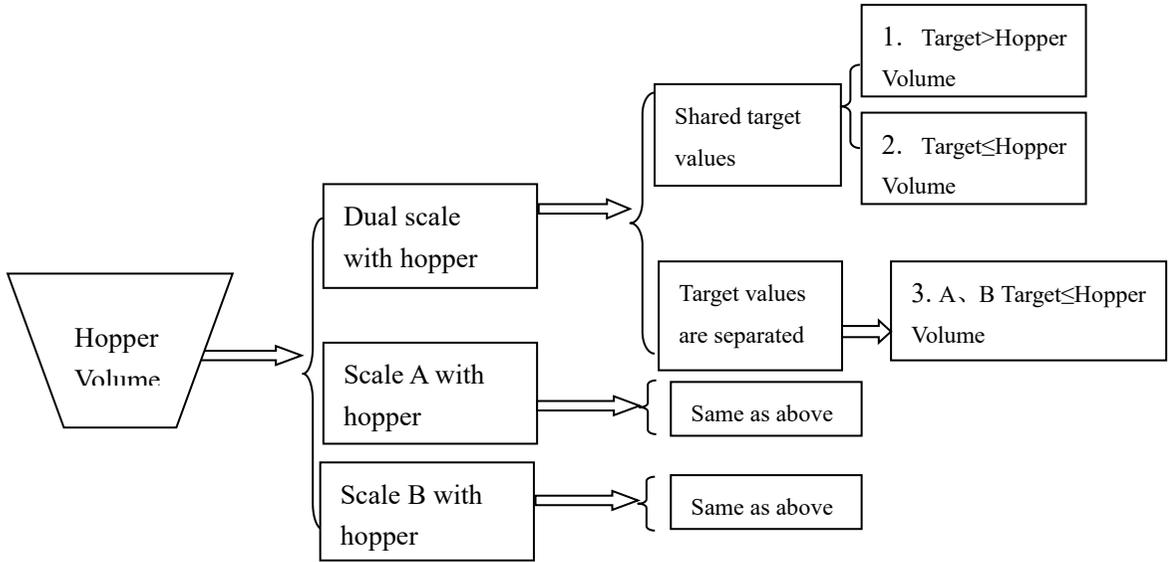 1. Target>Hopper
Volume
Shared target
values
2. Target≤Hopper
Volume
Dual scale
with hopper
Target values
are separated
3. A、B Target≤Hopper
Volume
Hopper
Volume
Scale A with
hopper
Same as above
Scale B with
hopper
Same as above